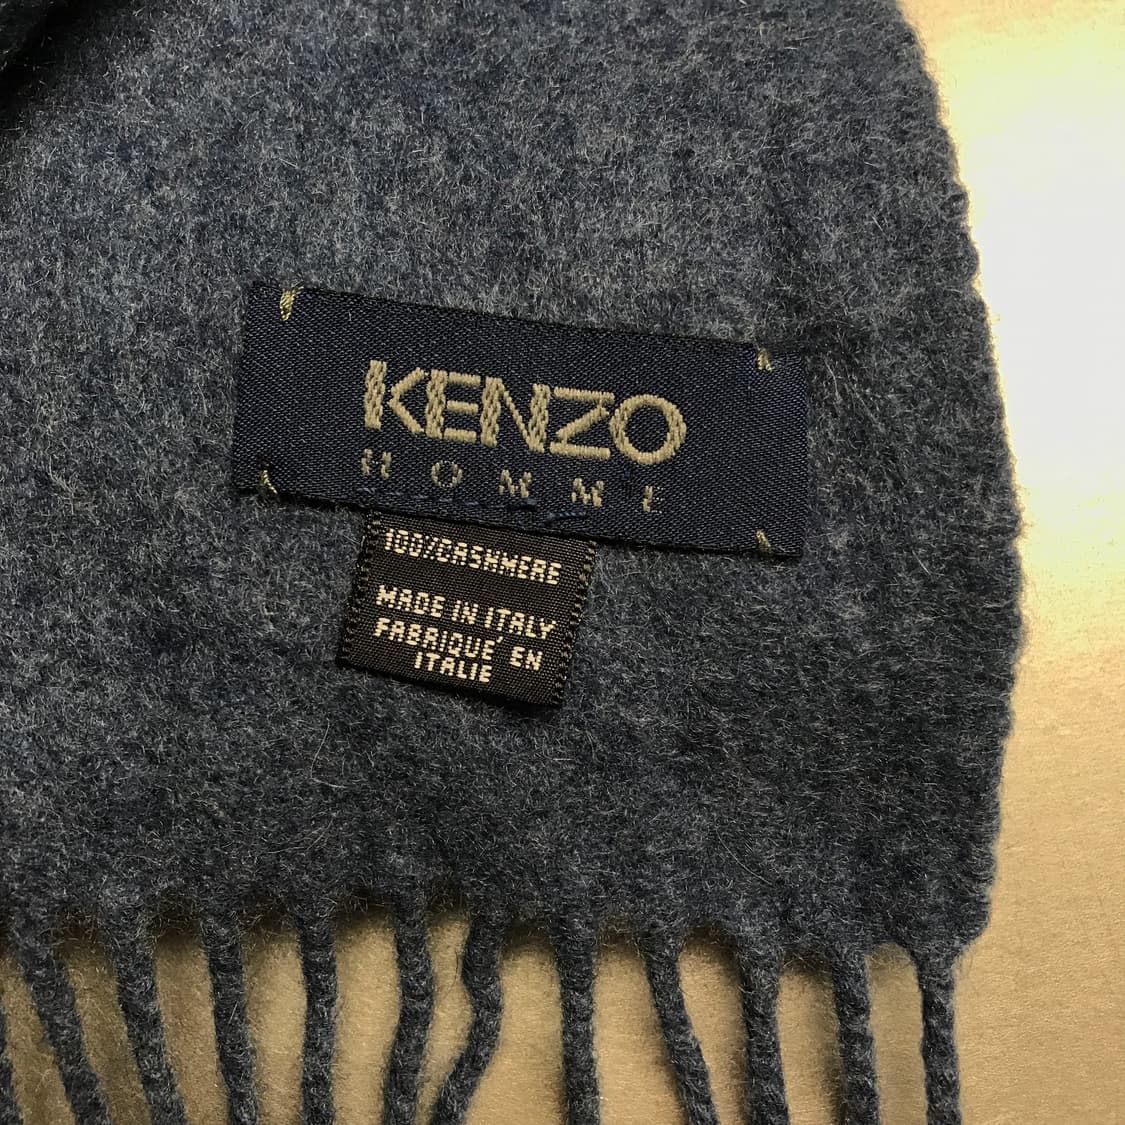 KENZO
HOMME
100%CASHMERE
MADE IN ITALY
FABRIQUE' EN
ITALIE